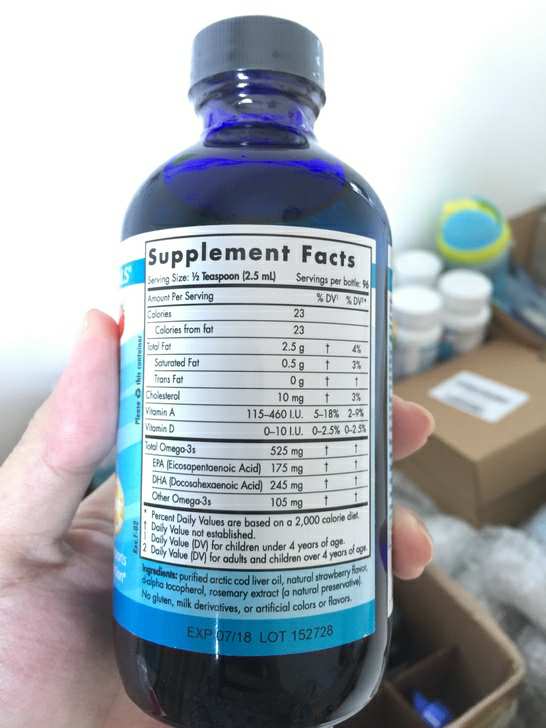 Supplement Facts
Serving Size: ½ Teaspoon (2.5 mL) Servings per bottle: 96
Amount Per Serving % DV¹ % DV²*
Calories 23
Calories from fat 23
Total Fat 2.5 g † 4%
Saturated Fat 0.5 g † 3%
Trans Fat 0 g † †
Cholesterol 10 mg † 3%
Vitamin A 115–460 I.U. 5–18% 2–9%
Vitamin D 0–10 I.U. 0–2.5% 0–2.5%
Total Omega-3s 525 mg † †
EPA (Eicosapentaenoic Acid) 175 mg † †
DHA (Docosahexaenoic Acid) 245 mg † †
Other Omega-3s 105 mg † †
* Percent Daily Values are based on a 2,000 calorie diet.
† Daily Value not established.
1 Daily Value (DV) for children under 4 years of age.
2 Daily Value (DV) for adults and children over 4 years of age.
Ingredients: purified arctic cod liver oil, natural strawberry flavor,
d-alpha tocopherol, rosemary extract (a natural preservative).
No gluten, milk derivatives, or artificial colors or flavors.
EXP 07/18 LOT 152728
Please this container